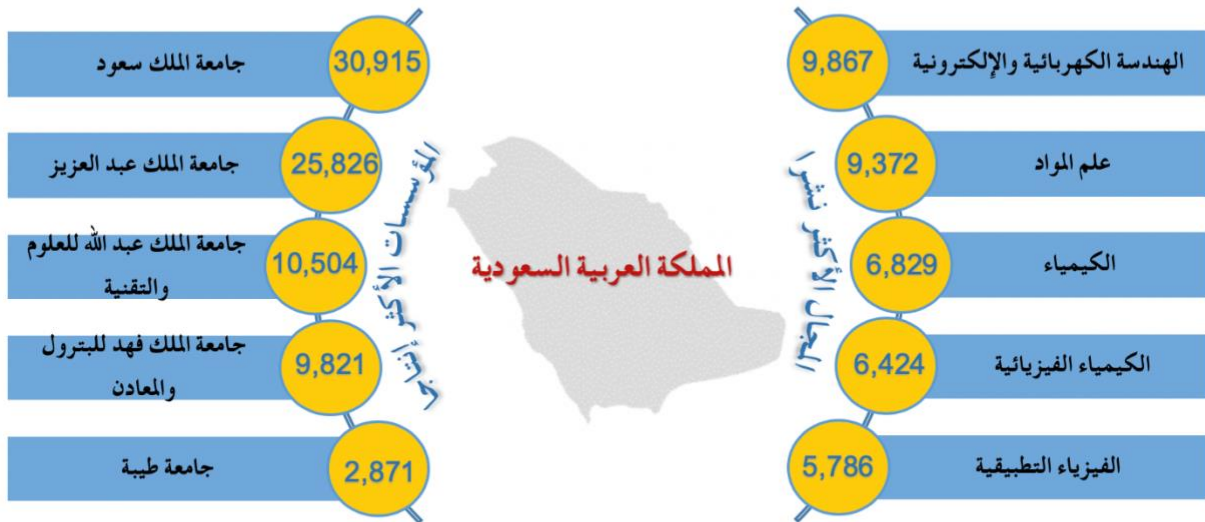 المملكة العربية السعودية
المجال الأكثر نشرا
الهندسة الكهربائية والإلكترونية
9,867
علم المواد
9,372
الكيمياء
6,829
الكيمياء الفيزيائية
6,424
الفيزياء التطبيقية
5,786
المؤسسات الأكثر إنتاجا
جامعة الملك سعود
30,915
جامعة الملك عبد العزيز
25,826
جامعة الملك عبد الله للعلوم
والتقنية
10,504
جامعة الملك فهد للبترول
والمعادن
9,821
جامعة طيبة
2,871